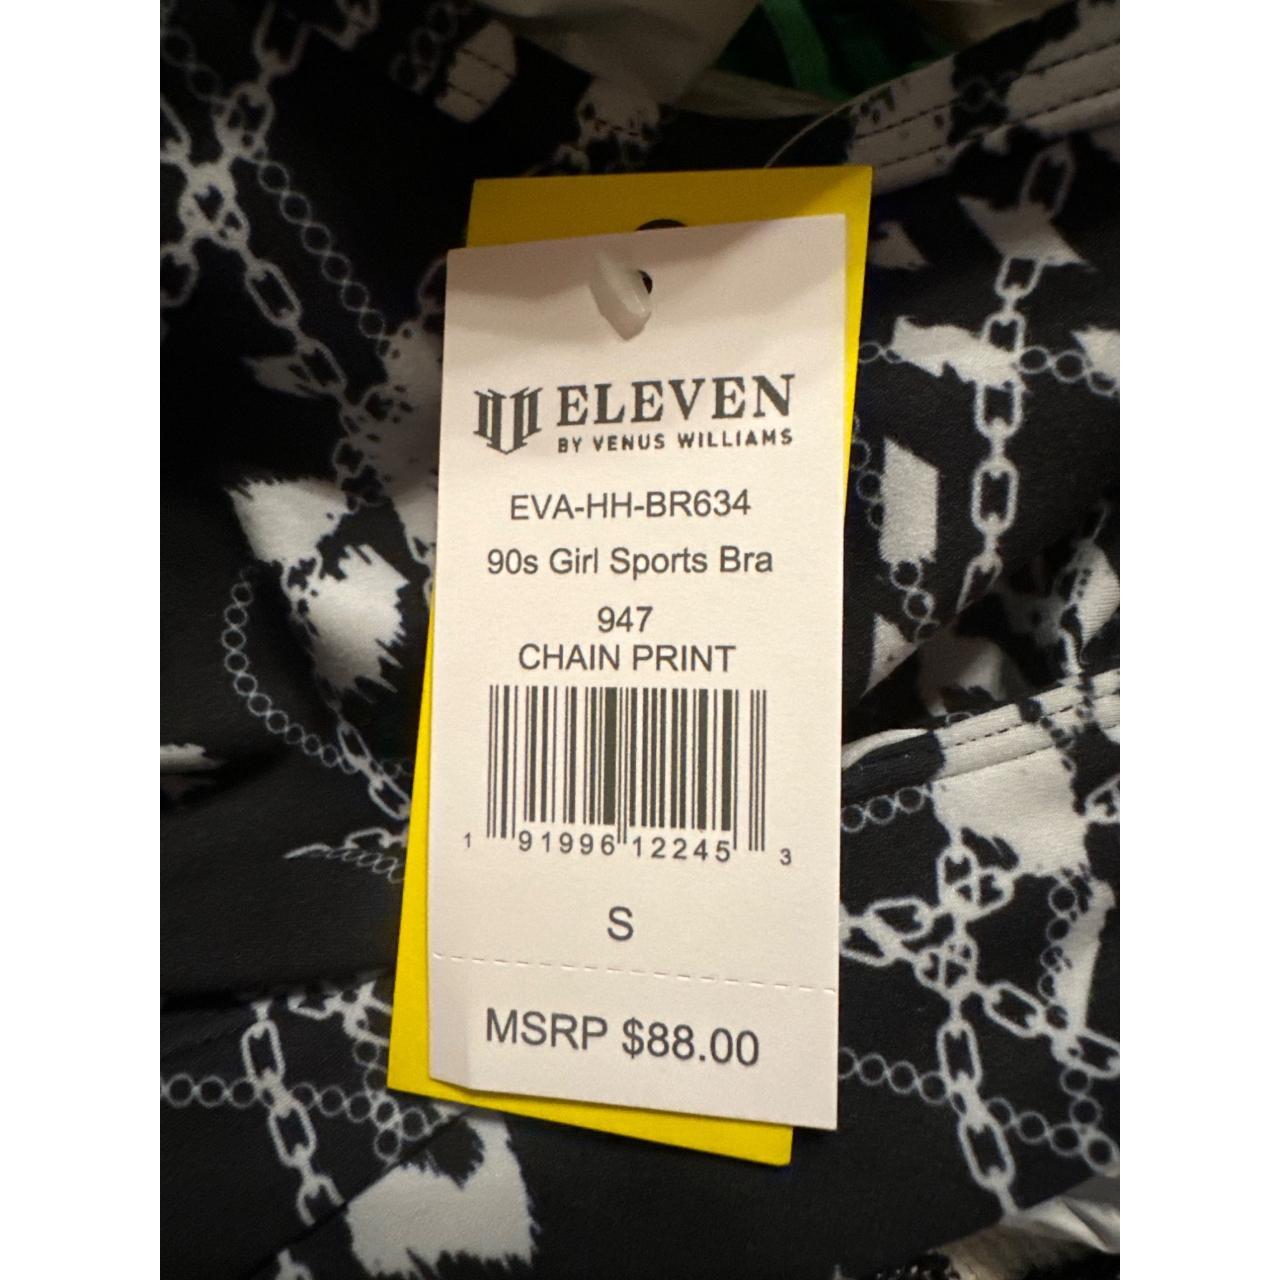 ELEVEN
BY VENUS WILLIAMS
EVA-HH-BR634
90s Girl Sports Bra
947
CHAIN PRINT
1 91996 12245 3
S
MSRP $88.00